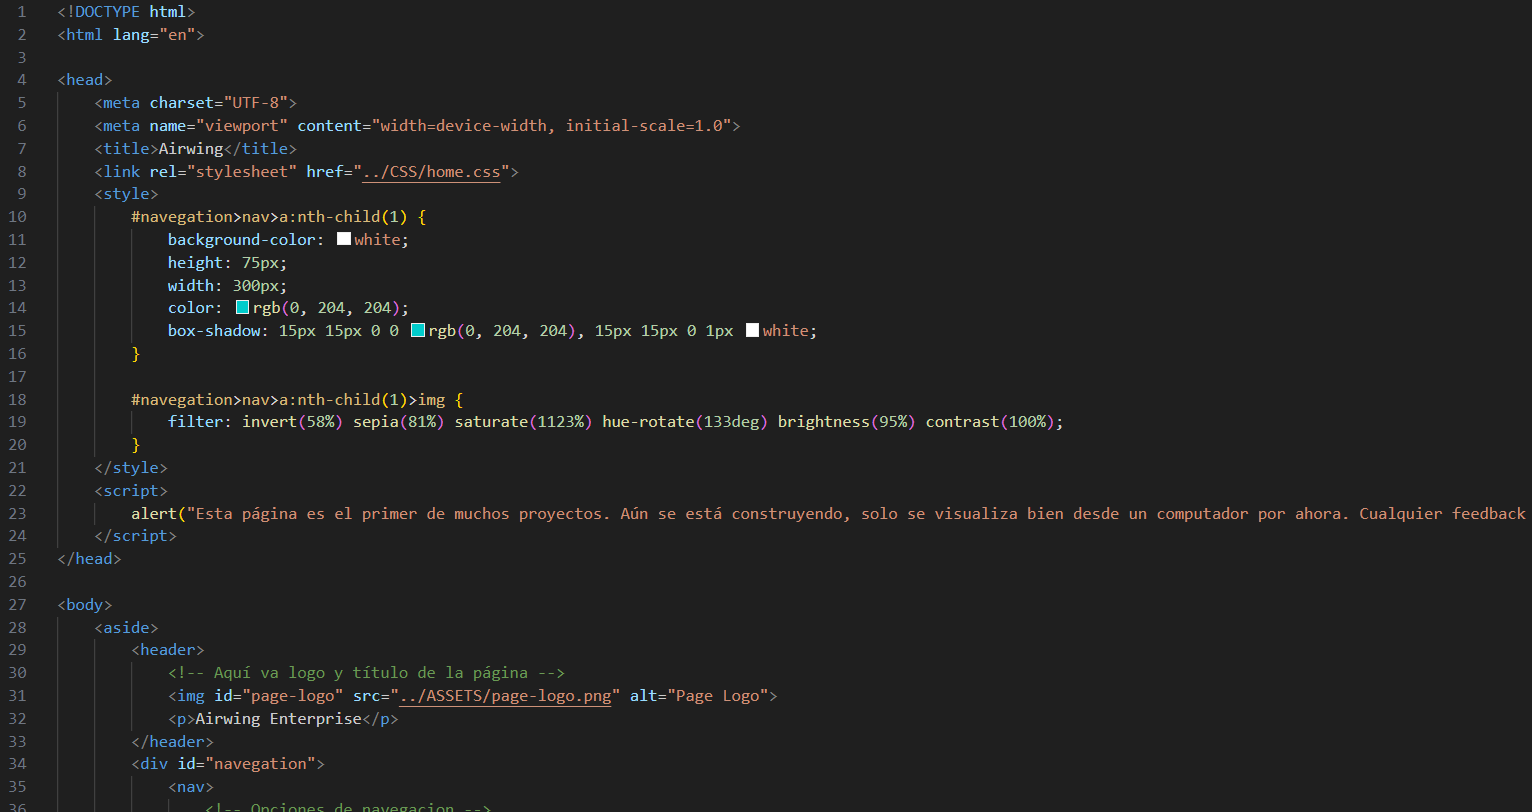 1 <!DOCTYPE html>
2 <html lang="en">
3
4 <head>
5 <meta charset="UTF-8">
6 <meta name="viewport" content="width=device-width, initial-scale=1.0">
7 <title>Airwing</title>
8 <link rel="stylesheet" href="../CSS/home.css">
9 <style>
10 #navegation>nav>a:nth-child(1) {
11 background-color: white;
12 height: 75px;
13 width: 300px;
14 color: rgb(0, 204, 204);
15 box-shadow: 15px 15px 0 0 rgb(0, 204, 204), 15px 15px 0 1px white;
16 }
17
18 #navegation>nav>a:nth-child(1)>img {
19 filter: invert(58%) sepia(81%) saturate(1123%) hue-rotate(133deg) brightness(95%) contrast(100%);
20 }
21 </style>
22 <script>
23 alert("Esta página es el primer de muchos proyectos. Aún se está construyendo, solo se visualiza bien desde un computador por ahora. Cualquier feedback
24 </script>
25 </head>
26
27 <body>
28 <aside>
29 <header>
30 <!-- Aquí va logo y título de la página -->
31 <img id="page-logo" src="../ASSETS/page-logo.png" alt="Page Logo">
32 <p>Airwing Enterprise</p>
33 </header>
34 <div id="navegation">
35 <nav>
36 <!-- Opciones de navegacion -->